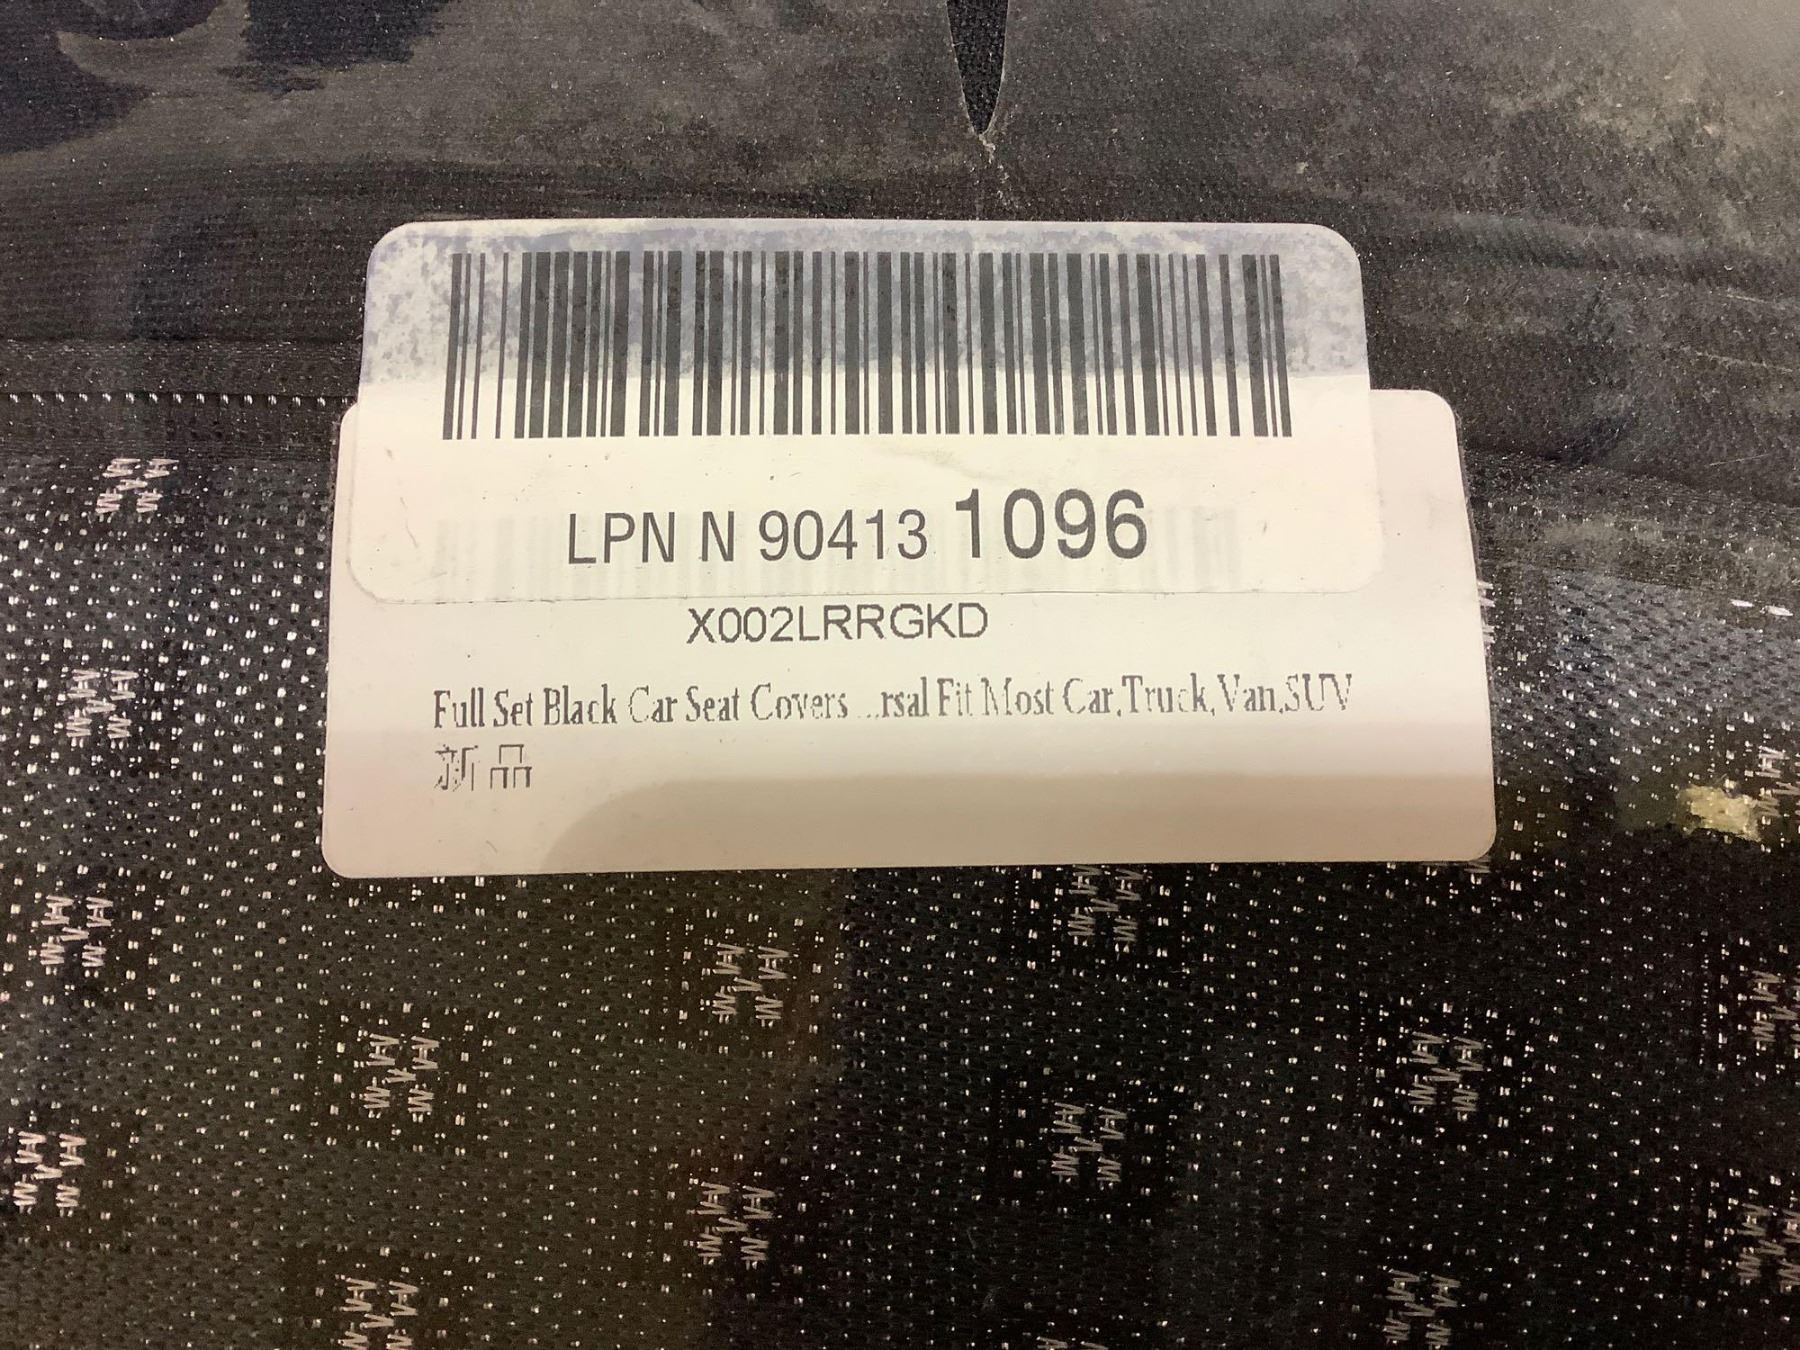 LPN N 90413 1096
X002LRRGKD
Full Set Black Car Seat Covers ...rsal Fit Most Car,Truck,Van,SUV
新品